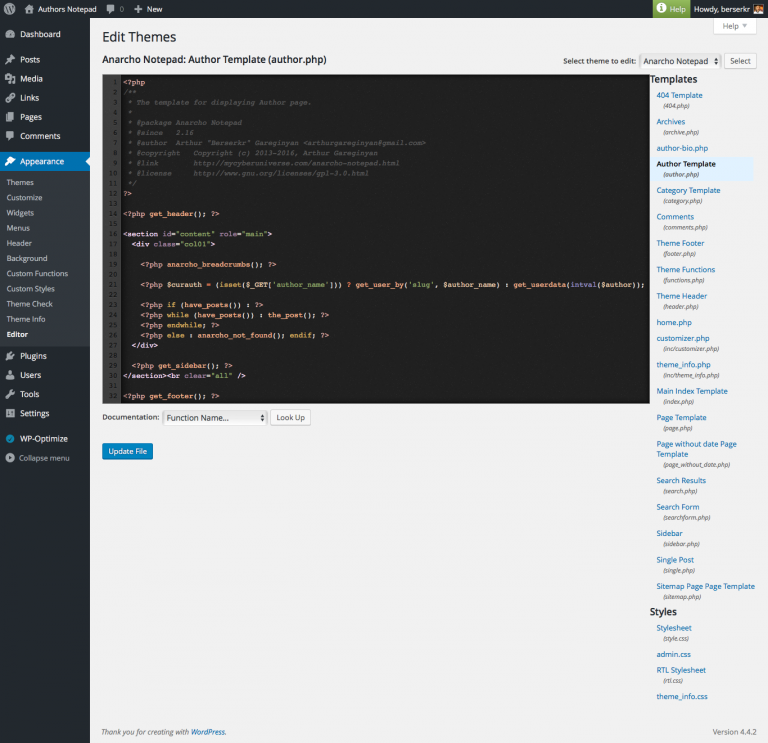 Authors Notepad 0 + New Help Howdy, berserkr
Help
Dashboard
Posts
Media
Links
Pages
Comments
Appearance
Themes
Customize
Widgets
Menus
Header
Background
Custom Functions
Custom Styles
Theme Check
Theme Info
Editor
Plugins
Users
Tools
Settings
WP-Optimize
Collapse menu
Edit Themes
Anarcho Notepad: Author Template (author.php)
Select theme to edit: Anarcho Notepad Select
1 <?php
2 /**
3 * The template for displaying Author page.
4 *
5 * @package Anarcho Notepad
6 * @since 2.16
7 * @author Arthur "Berserkr" Gareginyan <arthurgareginyan@gmail.com>
8 * @copyright Copyright (c) 2013-2016, Arthur Gareginyan
9 * @link http://mycyberuniverse.com/anarcho-notepad.html
10 * @license http://www.gnu.org/licenses/gpl-3.0.html
11 */
12 ?>
13
14 <?php get_header(); ?>
15
16 <section id="content" role="main">
17 <div class="col01">
18
19 <?php anarcho_breadcrumbs(); ?>
20
21 <?php $curauth = (isset($_GET['author_name'])) ? get_user_by('slug', $author_name) : get_userdata(intval($author));
22
23 <?php if (have_posts()) : ?>
24 <?php while (have_posts()) : the_post(); ?>
25 <?php endwhile; ?>
26 <?php else : anarcho_not_found(); endif; ?>
27 </div>
28
29 <?php get_sidebar(); ?>
30 </section><br clear="all" />
31
32 <?php get_footer(); ?>
Documentation: Function Name... Look Up
Update File
Templates
404 Template
(404.php)
Archives
(archive.php)
author-bio.php
Author Template
(author.php)
Category Template
(category.php)
Comments
(comments.php)
Theme Footer
(footer.php)
Theme Functions
(functions.php)
Theme Header
(header.php)
home.php
customizer.php
(inc/customizer.php)
theme_info.php
(inc/theme_info.php)
Main Index Template
(index.php)
Page Template
(page.php)
Page without date Page
Template
(page_without_date.php)
Search Results
(search.php)
Search Form
(searchform.php)
Sidebar
(sidebar.php)
Single Post
(single.php)
Sitemap Page Page Template
(sitemap.php)
Styles
Stylesheet
(style.css)
admin.css
RTL Stylesheet
(rtl.css)
theme_info.css
Thank you for creating with WordPress.
Version 4.4.2